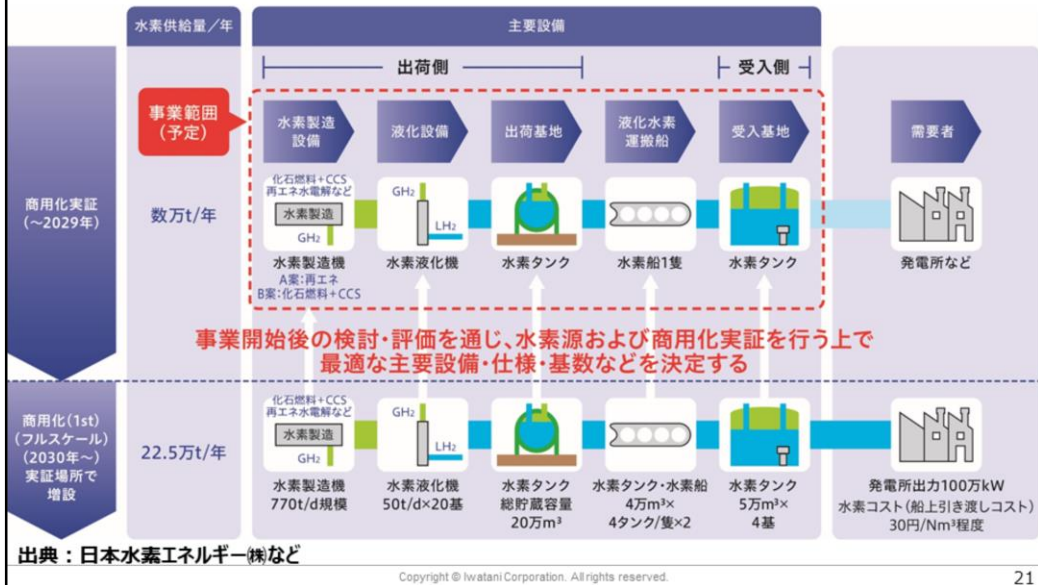 水素供給量／年
主要設備
出荷側
受入側
事業範囲
(予定)
水素製造
設備
液化設備
出荷基地
液化水素
運搬船
受入基地
需要者
商用化実証
(～2029年)
数万t/年
化石燃料+CCS
再エネ水電解など
水素製造
GH₂
水素製造機
A案:再エネ
B案:化石燃料+CCS
GH₂
LH₂
水素液化機
水素タンク
水素船1隻
水素タンク
発電所など
事業開始後の検討・評価を通じ、水素源および商用化実証を行う上で
最適な主要設備・仕様・基数などを決定する
商用化(1st)
(フルスケール)
(2030年～)
実証場所で
増設
22.5万t/年
化石燃料+CCS
再エネ水電解など
水素製造
GH₂
水素製造機
770t/d規模
GH₂
LH₂
水素液化機
50t/d×20基
水素タンク
総貯蔵容量
20万m³
水素タンク・水素船
4万m³×
4タンク/隻×2
水素タンク
5万m³×
4基
発電所出力100万kW
水素コスト(船上引き渡しコスト)
30円/Nm³程度
出典：日本水素エネルギー㈱など
Copyright © Iwatani Corporation. All rights reserved.
21